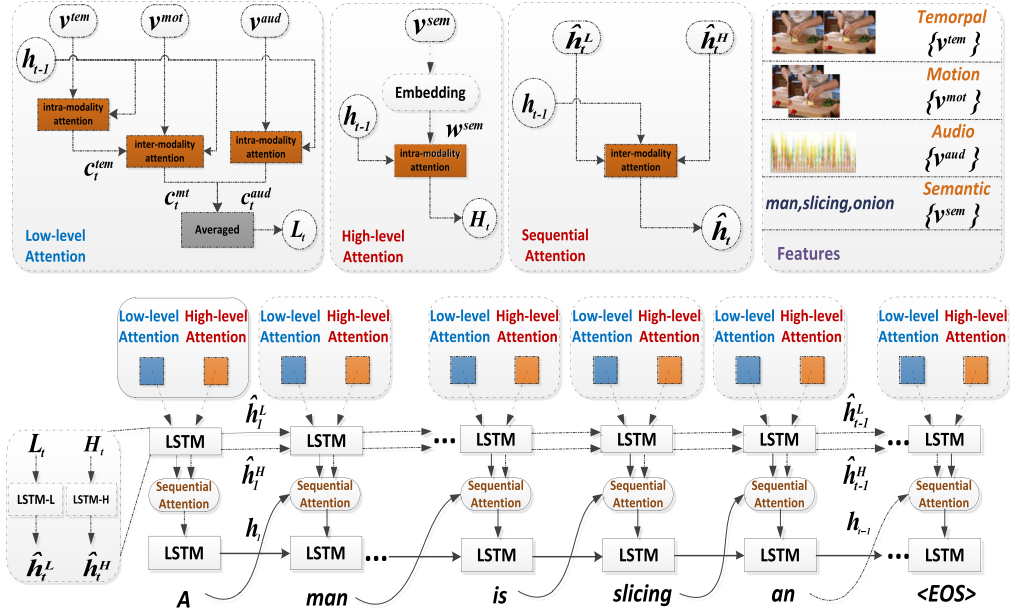 v^tem v^mot v^aud
h_t-1
intra-modality
attention
inter-modality
attention
intra-modality
attention
c_t^tem
c_t^mt c_t^aud
Averaged
L_t
Low-level
Attention
v^sem
Embedding
h_t-1
w^sem
intra-modality
attention
H_t
High-level
Attention
ĥ_t^L ĥ_t^H
h_t-1
inter-modality
attention
ĥ_t
Sequential
Attention
Temorpal
{v^tem}
Motion
{v^mot}
Audio
{v^aud}
Semantic
man,slicing,onion {v^sem}
Features
Low-level High-level
Attention Attention
Low-level High-level
Attention Attention
Low-level High-level
Attention Attention
Low-level High-level
Attention Attention
Low-level High-level
Attention Attention
Low-level High-level
Attention Attention
ĥ_1^L ĥ_t-1^L
LSTM LSTM ... LSTM LSTM LSTM ... LSTM
ĥ_1^H ĥ_t-1^H
L_t H_t
LSTM-L LSTM-H
ĥ_t^L ĥ_t^H
Sequential
Attention
Sequential
Attention
Sequential
Attention
Sequential
Attention
Sequential
Attention
Sequential
Attention
h_1 h_t-1
LSTM LSTM ... LSTM LSTM LSTM ... LSTM
A man is slicing an <EOS>